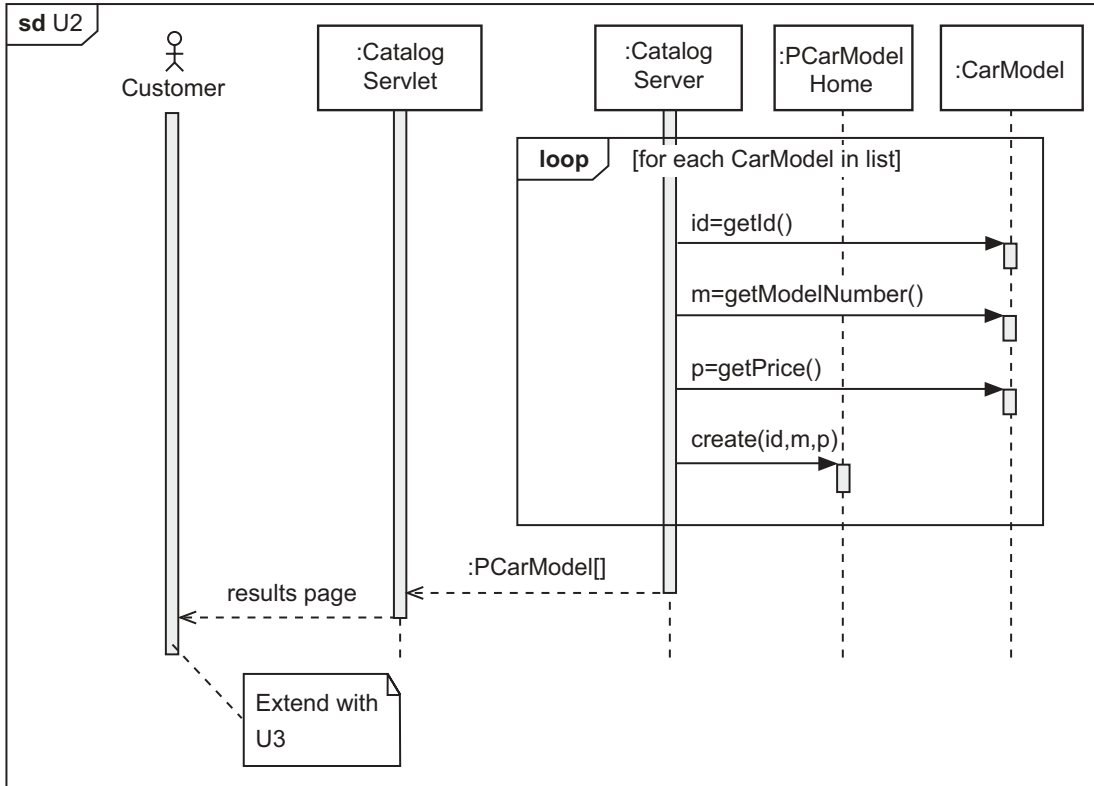 sd U2
Customer
:Catalog
Servlet
:Catalog
Server
:PCarModel
Home
:CarModel
loop [for each CarModel in list]
id=getId()
m=getModelNumber()
p=getPrice()
create(id,m,p)
:PCarModel[]
results page
Extend with
U3